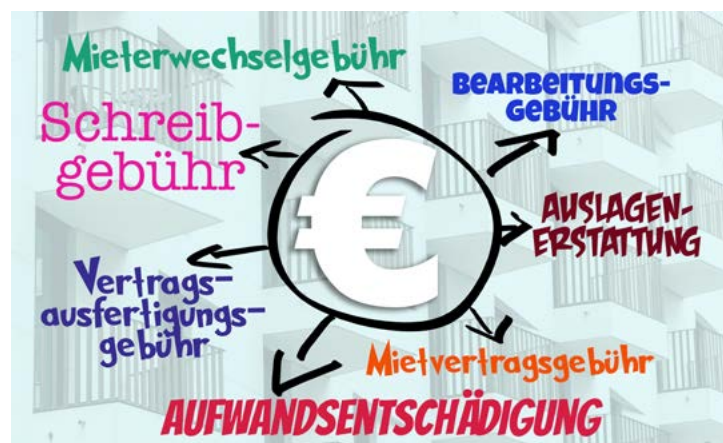 Mieterwechselgebühr
BEARBEITUNGS-
GEBÜHR
Schreib-
gebühr
€
AUSLAGEN-
ERSTATTUNG
Vertrags-
ausfertigungs-
gebühr
Mietvertragsgebühr
AUFWANDSENTSCHÄDIGUNG